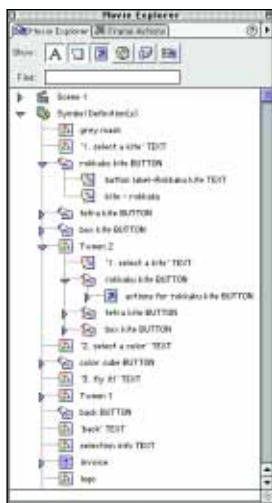 Movie Explorer
Movie Explorer Frame Actions
Show: A
Find:
Scene 1
Symbol Definition(s)
grey mask
'1. select a kite' TEXT
rokkaku kite BUTTON
button label-Rokkaku kite TEXT
kite - rokkaku
tetra kite BUTTON
box kite BUTTON
Tween 2
'1. select a kite' TEXT
rokkaku kite BUTTON
actions for rokkaku kite BUTTON
tetra kite BUTTON
box kite BUTTON
'2. select a color' TEXT
color cube BUTTON
'3. fly it!' TEXT
Tween 1
back BUTTON
'back' TEXT
selection info TEXT
invoice
logo